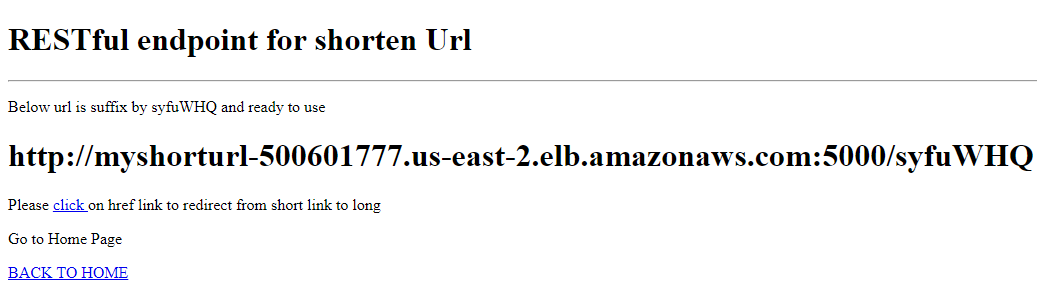 RESTful endpoint for shorten Url
Below url is suffix by syfuWHQ and ready to use
http://myshorturl-500601777.us-east-2.elb.amazonaws.com:5000/syfuWHQ
Please click on href link to redirect from short link to long
Go to Home Page
BACK TO HOME